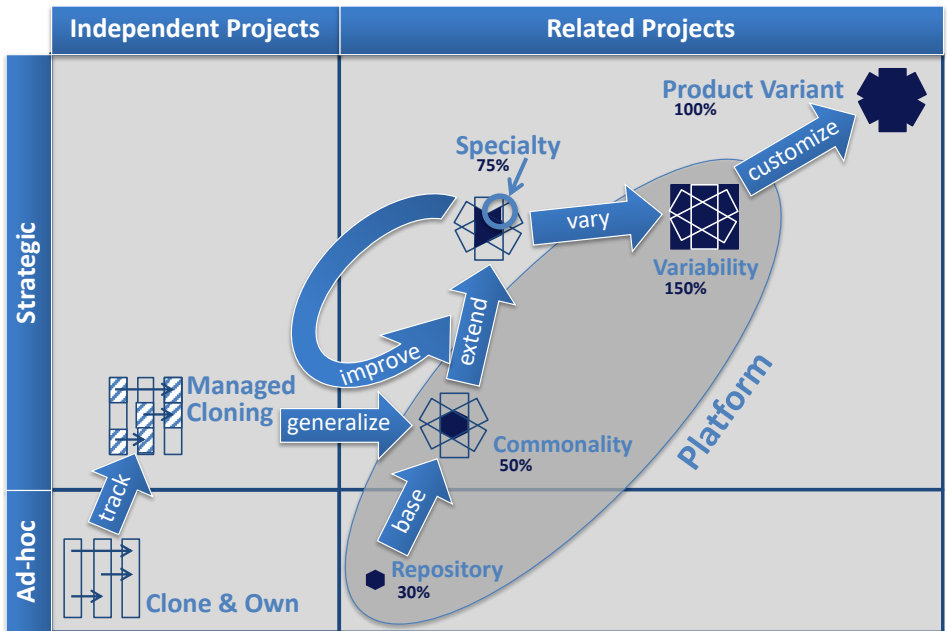 Independent Projects
Related Projects
Strategic
Ad-hoc
Product Variant
100%
customize
Specialty
75%
vary
Variability
150%
extend
improve
Managed
Cloning
generalize
Commonality
50%
Platform
track
base
Repository
30%
Clone & Own